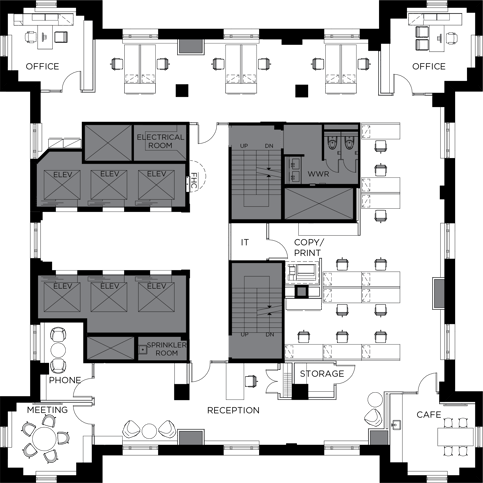 OFFICE
OFFICE
ELECTRICAL
ROOM
UP
DN
WWR
ELEV.
ELEV.
ELEV.
FHC
IT
COPY/
PRINT
ELEV.
ELEV.
ELEV.
UP
DN
SPRINKLER
ROOM
PHONE
STORAGE
MEETING
RECEPTION
CAFE